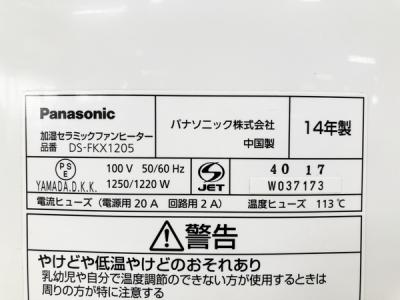 Panasonic
加湿セラミックファンヒーター
品番 DS-FKX1205
パナソニック株式会社
中国製
14年製
PSE
YAMADA.D.K.K.
100 V 50/60 Hz
1250/1220 W
S
JET
40 17
W037173
電流ヒューズ(電源用 20 A 回路用 2 A)
温度ヒューズ 113℃
警告
やけどや低温やけどのおそれあり
乳幼児や自分で温度調節のできない方が使用するときは
周りの方が特に注意する